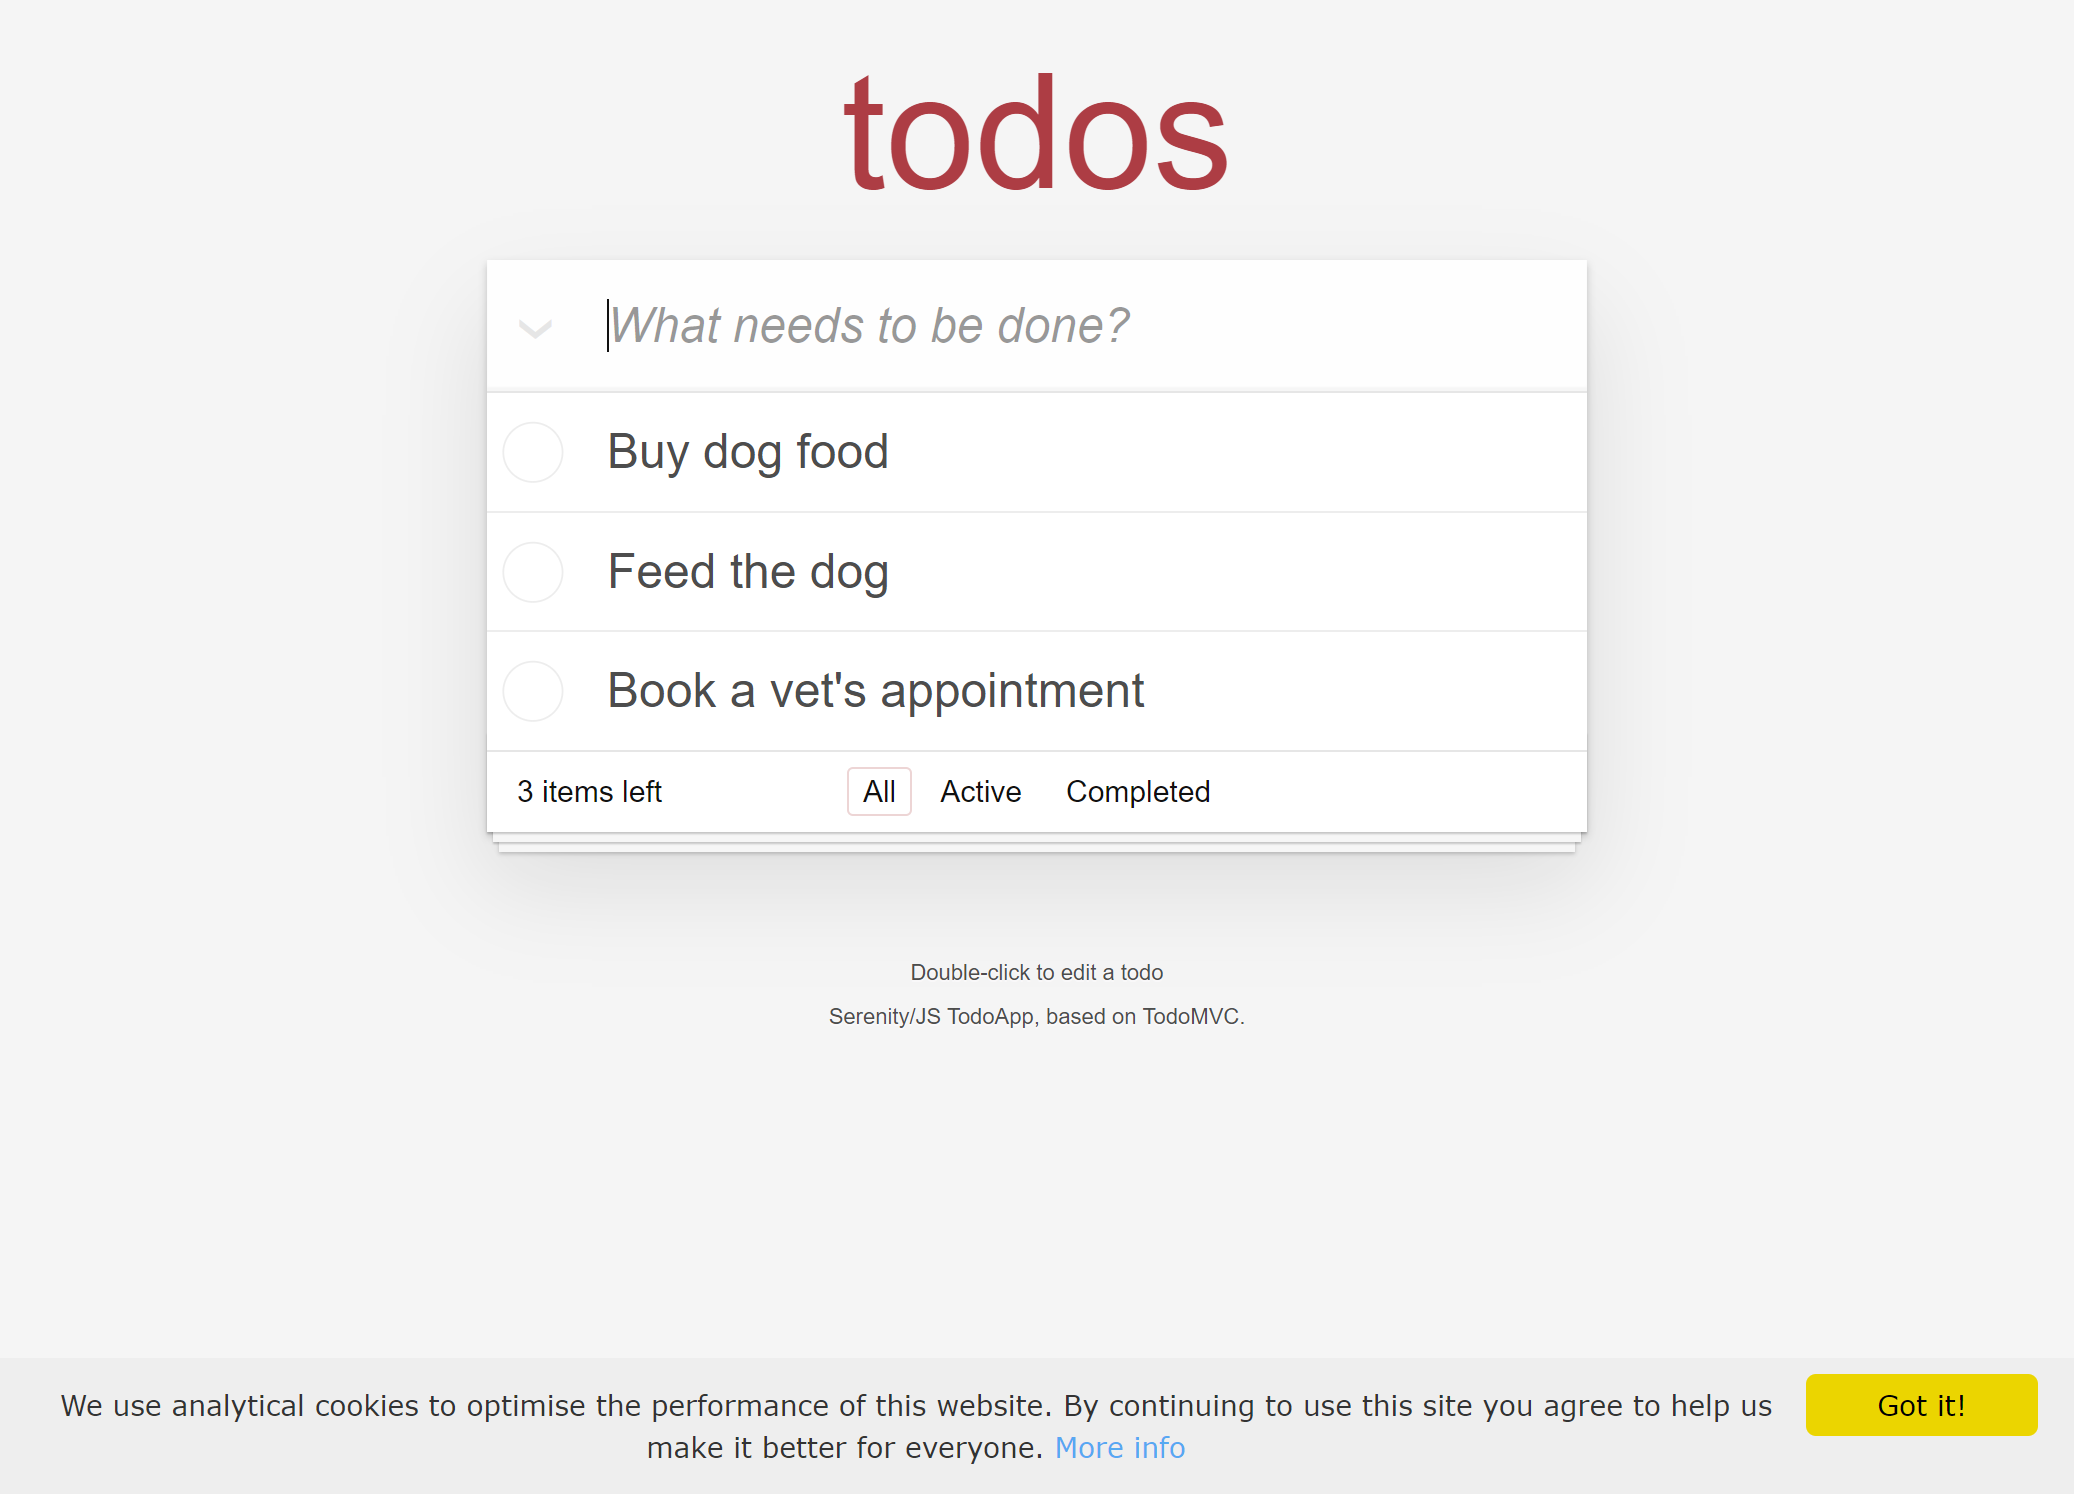 todos
What needs to be done?
Buy dog food
Feed the dog
Book a vet's appointment
3 items left All Active Completed
Double-click to edit a todo
Serenity/JS TodoApp, based on TodoMVC.
We use analytical cookies to optimise the performance of this website. By continuing to use this site you agree to help us
make it better for everyone. More info
Got it!